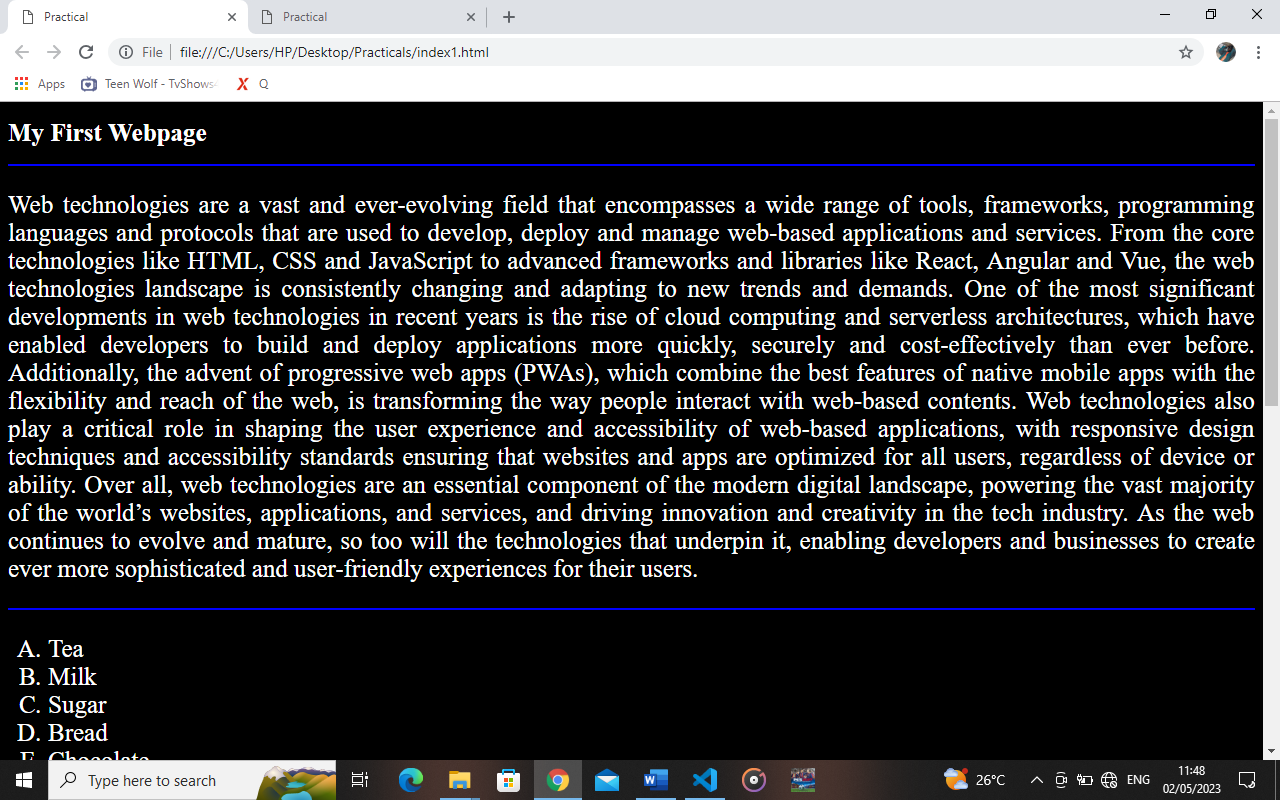 Practical
Practical
File
file:///C:/Users/HP/Desktop/Practicals/index1.html
Apps
Teen Wolf - TvShows
Q
My First Webpage
Web technologies are a vast and ever-evolving field that encompasses a wide range of tools, frameworks, programming
languages and protocols that are used to develop, deploy and manage web-based applications and services. From the core
technologies like HTML, CSS and JavaScript to advanced frameworks and libraries like React, Angular and Vue, the web
technologies landscape is consistently changing and adapting to new trends and demands. One of the most significant
developments in web technologies in recent years is the rise of cloud computing and serverless architectures, which have
enabled developers to build and deploy applications more quickly, securely and cost-effectively than ever before.
Additionally, the advent of progressive web apps (PWAs), which combine the best features of native mobile apps with the
flexibility and reach of the web, is transforming the way people interact with web-based contents. Web technologies also
play a critical role in shaping the user experience and accessibility of web-based applications, with responsive design
techniques and accessibility standards ensuring that websites and apps are optimized for all users, regardless of device or
ability. Over all, web technologies are an essential component of the modern digital landscape, powering the vast majority
of the world’s websites, applications, and services, and driving innovation and creativity in the tech industry. As the web
continues to evolve and mature, so too will the technologies that underpin it, enabling developers and businesses to create
ever more sophisticated and user-friendly experiences for their users.
A. Tea
B. Milk
C. Sugar
D. Bread
E. Chocolate
Type here to search
26°C
ENG
11:48
02/05/2023